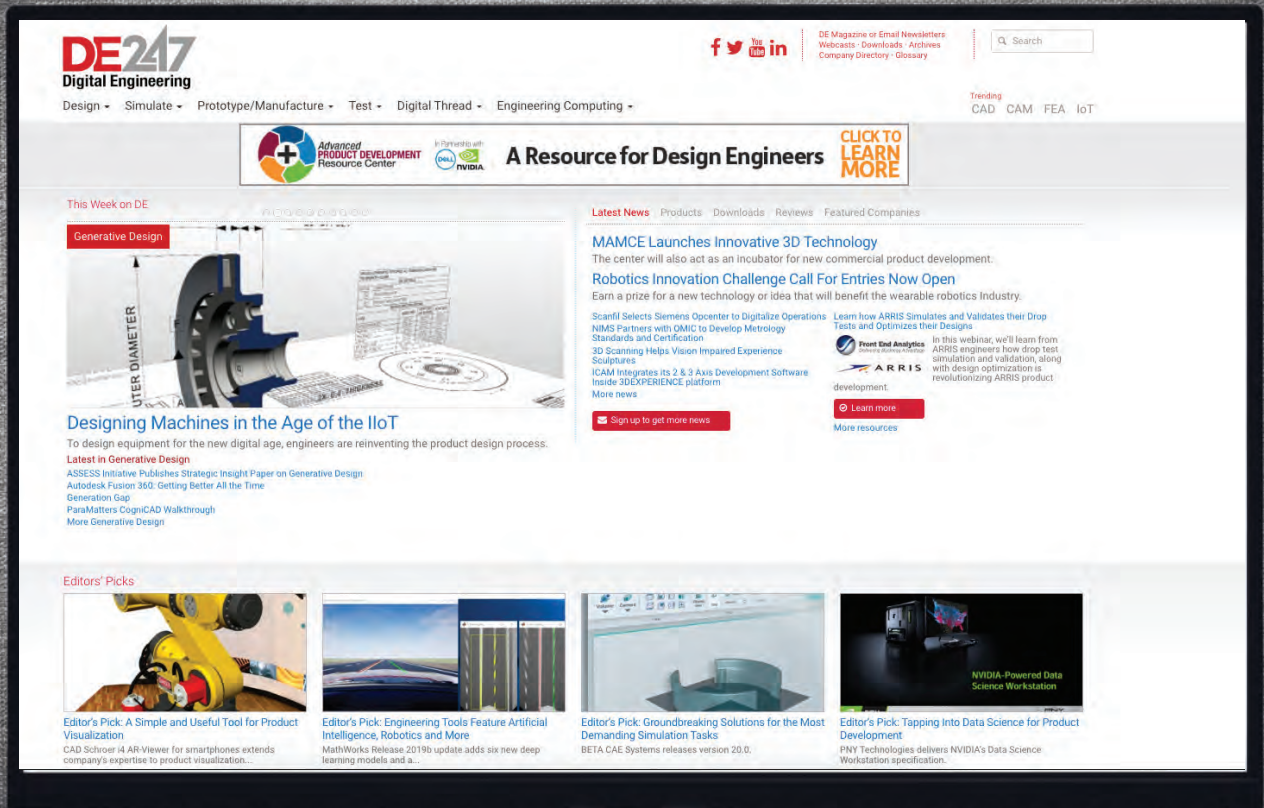 DE247
Digital Engineering
You
Tube
DE Magazine or Email Newsletters
Webcasts · Downloads · Archives
Company Directory · Glossary
Search
Design
Simulate
Prototype/Manufacture
Test
Digital Thread
Engineering Computing
Trending
CAD CAM FEA IoT
Advanced
PRODUCT DEVELOPMENT
Resource Center
In Partnership with
DELL
NVIDIA
A Resource for Design Engineers
CLICK TO
LEARN
MORE
This Week on DE
Generative Design
UTER DIAMETER
Designing Machines in the Age of the IIoT
To design equipment for the new digital age, engineers are reinventing the product design process.
Latest in Generative Design
ASSESS Initiative Publishes Strategic Insight Paper on Generative Design
Autodesk Fusion 360: Getting Better All the Time
Generation Gap
ParaMatters CogniCAD Walkthrough
More Generative Design
Latest News Products Downloads Reviews Featured Companies
MAMCE Launches Innovative 3D Technology
The center will also act as an incubator for new commercial product development.
Robotics Innovation Challenge Call For Entries Now Open
Earn a prize for a new technology or idea that will benefit the wearable robotics Industry.
Scanfil Selects Siemens Opcenter to Digitalize Operations
NIMS Partners with OMIC to Develop Metrology
Standards and Certification
3D Scanning Helps Vision Impaired Experience
Sculptures
ICAM Integrates its 2 & 3 Axis Development Software
Inside 3DEXPERIENCE platform
More news
Sign up to get more news
Learn how ARRIS Simulates and Validates their Drop
Tests and Optimizes their Designs
Front End Analytics
ARRIS
In this webinar, we'll learn from
ARRIS engineers how drop test
simulation and validation, along
with design optimization is
revolutionizing ARRIS product
development.
Learn more
More resources
Editors' Picks
NVIDIA-Powered Data
Science Workstation
Editor's Pick: A Simple and Useful Tool for Product
Visualization
CAD Schroer i4 AR-Viewer for smartphones extends
company's expertise to product visualization...
Editor's Pick: Engineering Tools Feature Artificial
Intelligence, Robotics and More
MathWorks Release 2019b update adds six new deep
learning models and a...
Editor's Pick: Groundbreaking Solutions for the Most
Demanding Simulation Tasks
BETA CAE Systems releases version 20.0.
Editor's Pick: Tapping Into Data Science for Product
Development
PNY Technologies delivers NVIDIA's Data Science
Workstation specification.